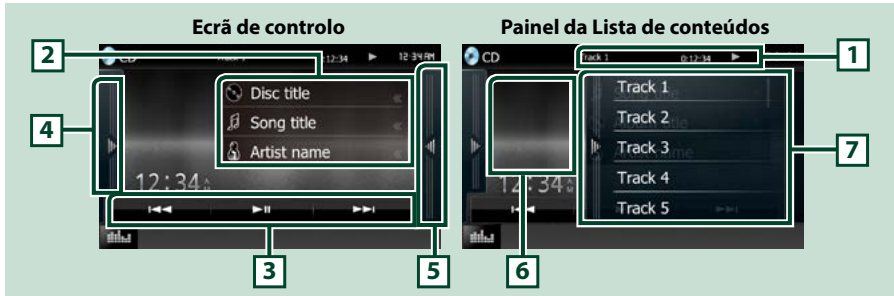 Ecrã de controlo
Painel da Lista de conteúdos
2
CD
:12:34
12:34
Disc title
Song title
Artist name
4
12:34
3
5
CD
Track 1
0:12:34
1
Track 1
Track 2
Track 3
Track 4
Track 5
7
12:34
6